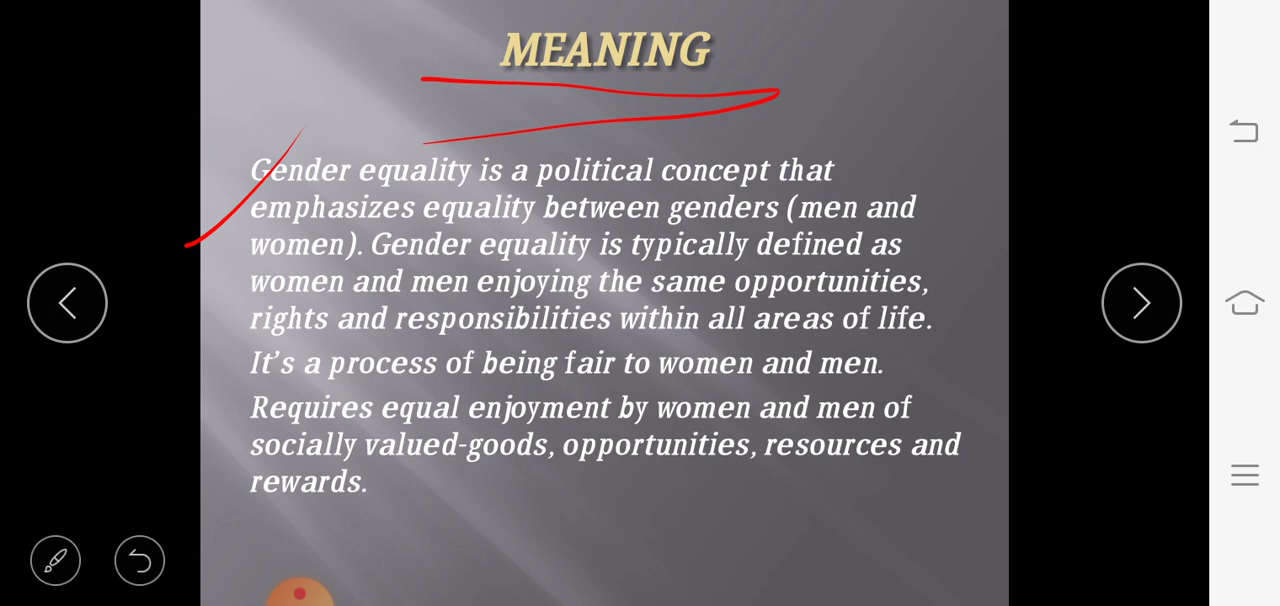 MEANING
Gender equality is a political concept that
emphasizes equality between genders (men and
women). Gender equality is typically defined as
women and men enjoying the same opportunities,
rights and responsibilities within all areas of life.
It's a process of being fair to women and men.
Requires equal enjoyment by women and men of
socially valued-goods, opportunities, resources and
rewards.